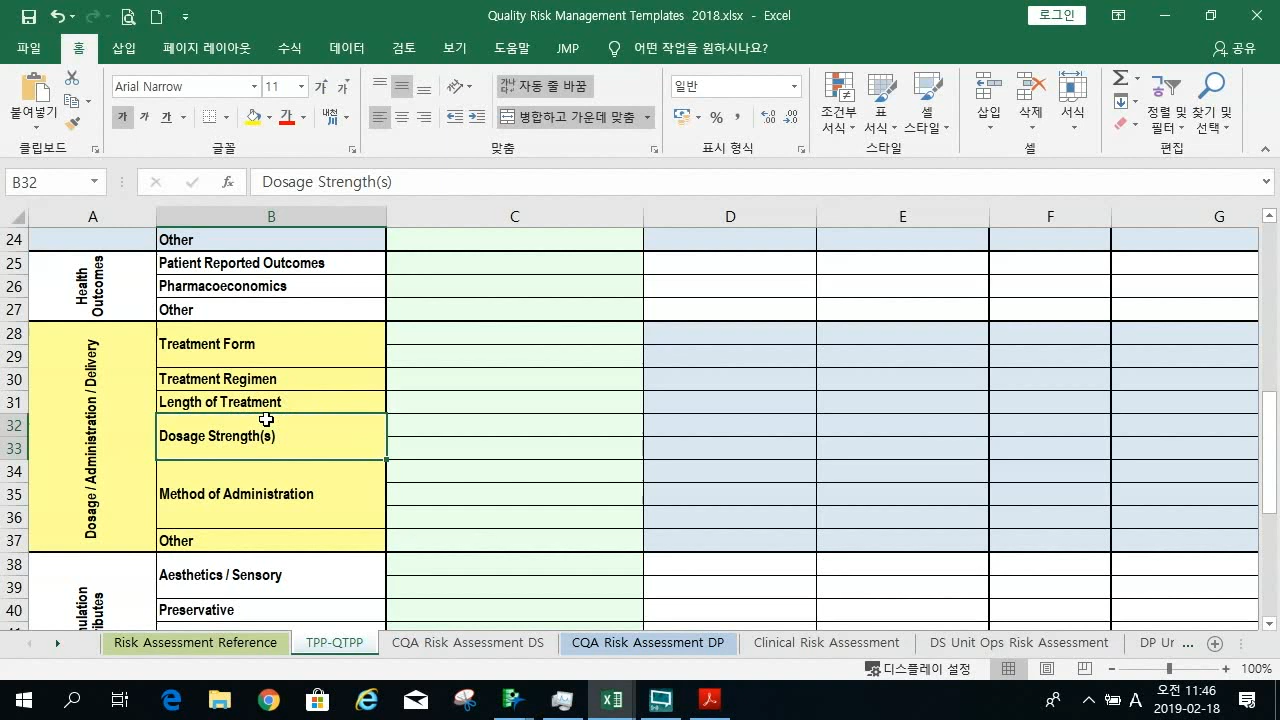 Quality Risk Management Templates 2018.xlsx - Excel
로그인
파일 홈 삽입 페이지 레이아웃 수식 데이터 검토 보기 도움말 JMP 어떤 작업을 원하시나요? 공유
붙여넣기
클립보드
Arial Narrow 11
가 가
가 가 가 가 내천
글꼴
자동 줄 바꿈
병합하고 가운데 맞춤
맞춤
일반
% ,
표시 형식
조건부 서식
표 서식
셀 스타일
스타일
삽입 삭제 서식
셀
정렬 및 필터
찾기 및 선택
편집
B32 fx Dosage Strength(s)
A B C D E F G
24 Other
25 Patient Reported Outcomes
26 Pharmacoeconomics
27 Other
Health
Outcomes
28 Treatment Form
29
30 Treatment Regimen
31 Length of Treatment
32 Dosage Strength(s)
33
34
35 Method of Administration
36
37 Other
Dosage / Administration / Delivery
38 Aesthetics / Sensory
39
40 Preservative
Risk Assessment Reference TPP-QTPP CQA Risk Assessment DS CQA Risk Assessment DP Clinical Risk Assessment DS Unit Ops Risk Assessment DP Ur ...
디스플레이 설정 100%
A 오전 11:46
2019-02-18